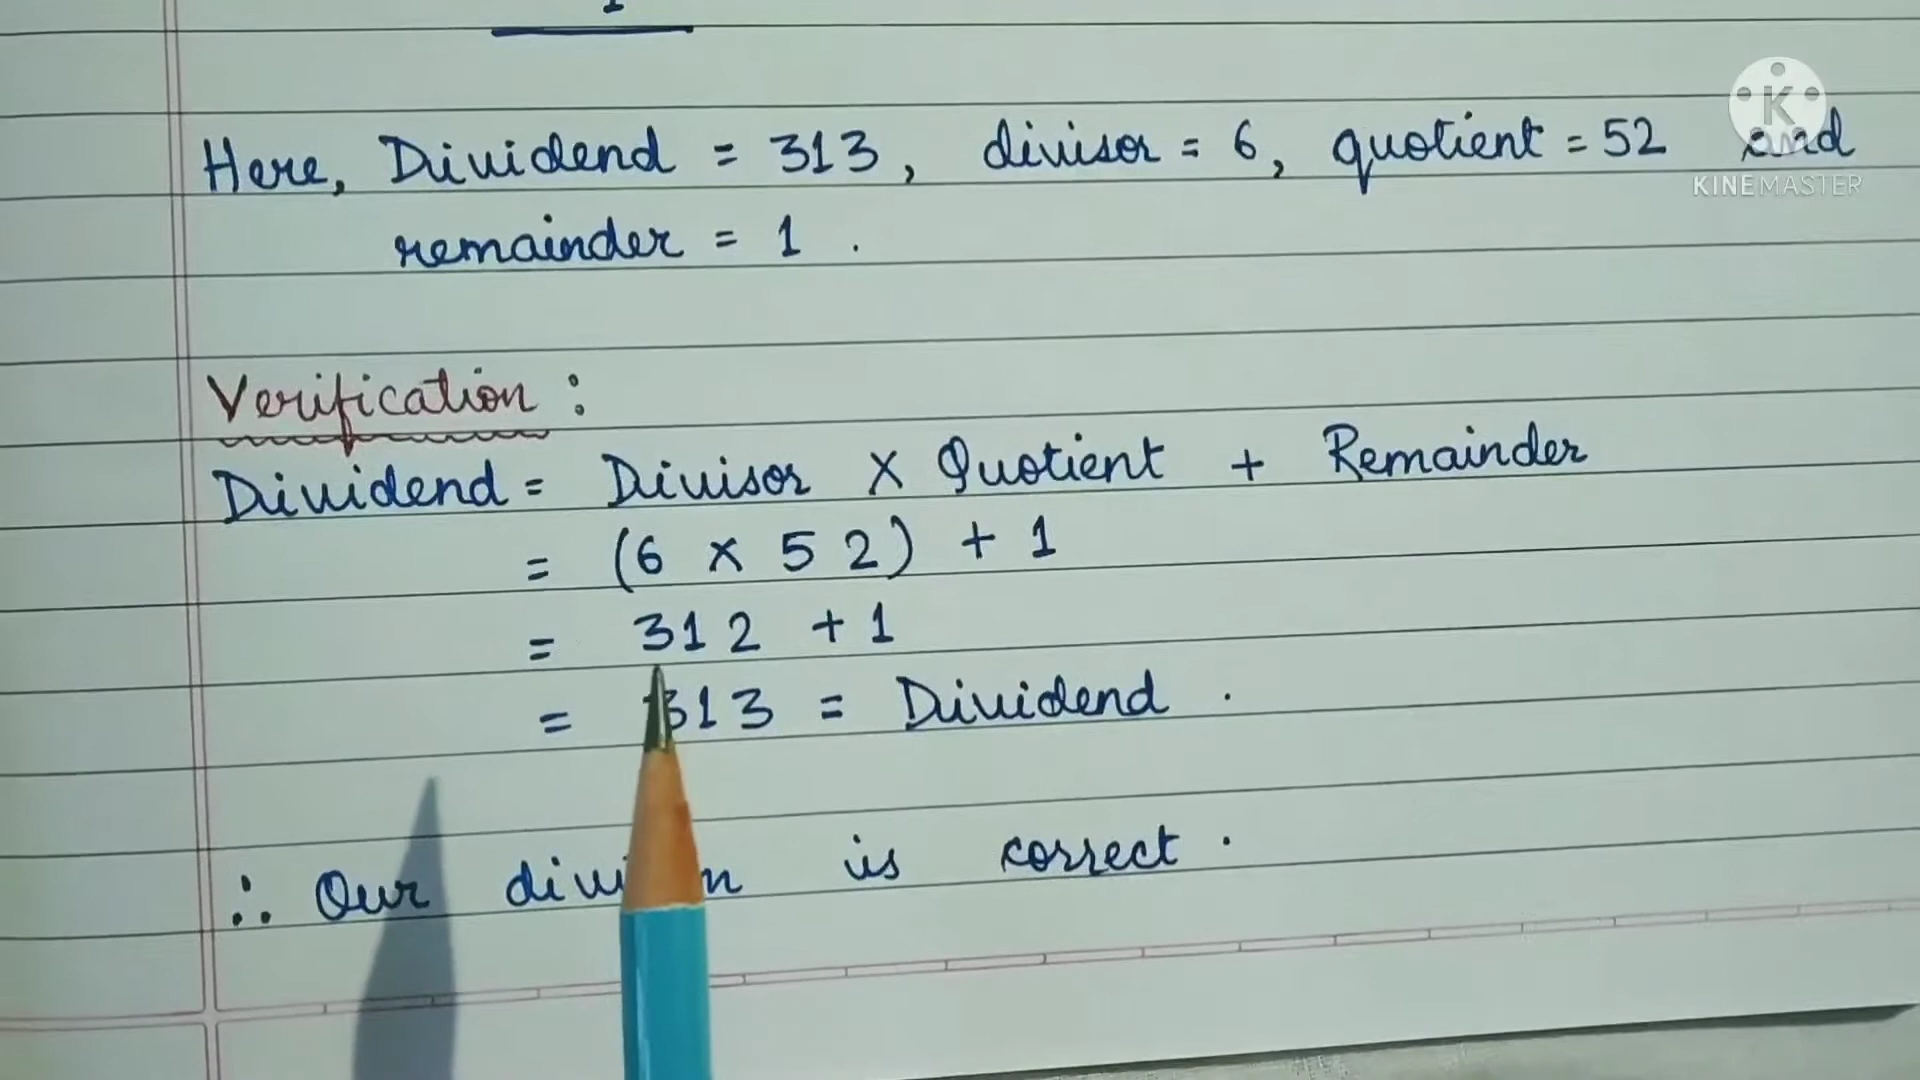 Here, Dividend = 313, divisor = 6, quotient = 52 and
remainder = 1 .
Verification :
Dividend = Divisor X Quotient + Remainder
= (6 x 52) + 1
= 312 + 1
= 313 = Dividend .
∴ Our division is correct .
K
KINEMASTER